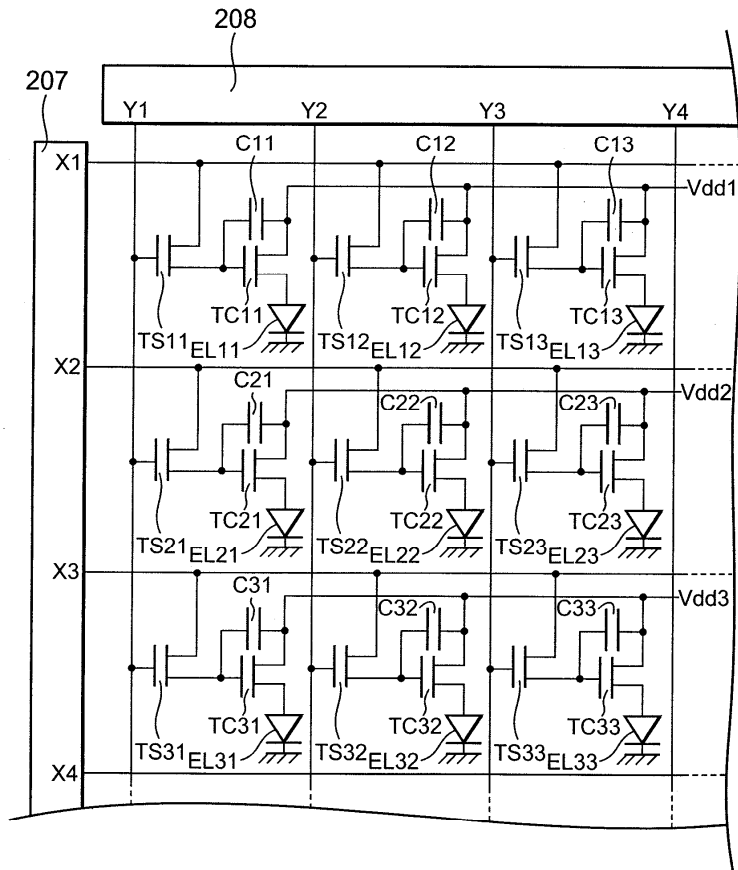 208
207
Y1 Y2 Y3 Y4
C11 C12 C13
X1
Vdd1
TC11 TC12 TC13
TS11 EL11 TS12 EL12 TS13 EL13
X2
C21 C22 C23
Vdd2
TC21 TC22 TC23
TS21 EL21 TS22 EL22 TS23 EL23
X3
C31 C32 C33
Vdd3
TC31 TC32 TC33
TS31 EL31 TS32 EL32 TS33 EL33
X4